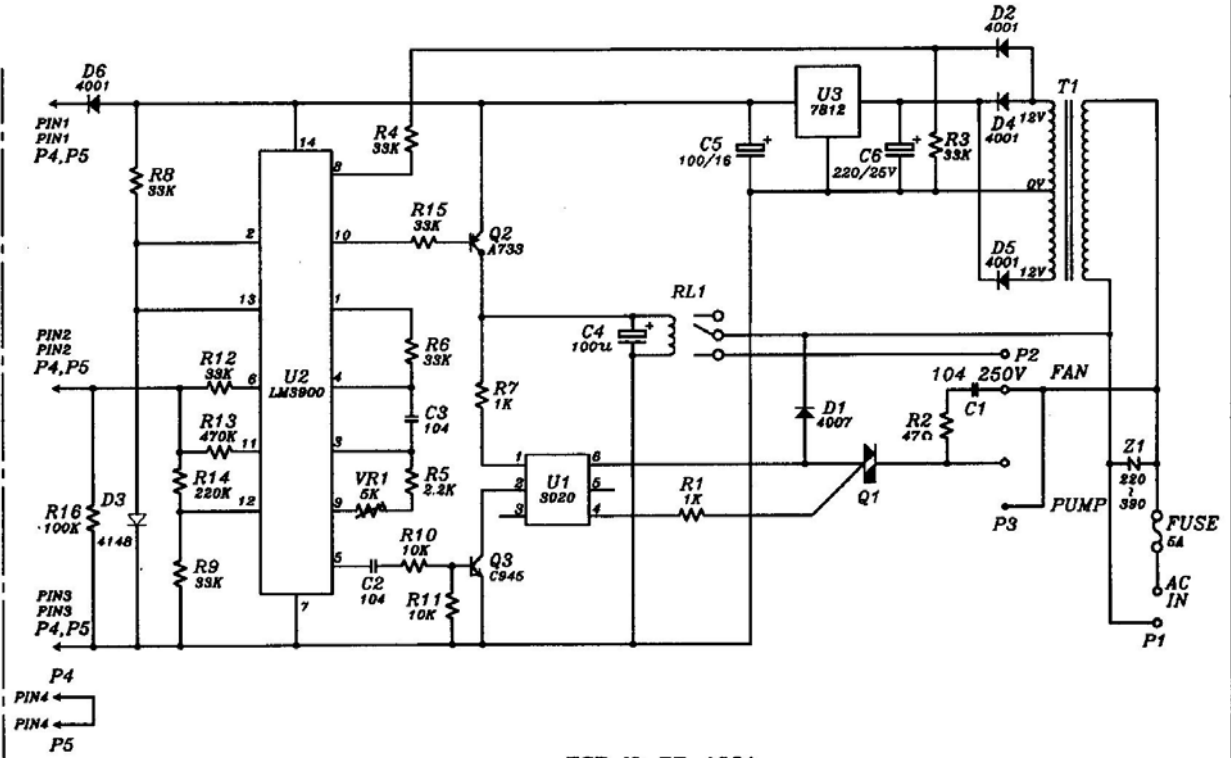 D2
4001
D6
4001
T1
U3
7812
D4
4001
12V
PIN1
PIN1
P4,P5
14
R4
33K
8
C5
100/16
+
C6
220/25V
+
R3
33K
R8
33K
0V
R15
33K
2
10
Q2
A733
D5
4001
12V
13
1
RL1
PIN2
PIN2
P4,P5
R12
33K
6
U2
LM3900
4
R6
33K
C4
100u
+
P2
R7
1K
104 250V
FAN
C1
R13
470K
11
3
C3
104
D1
4007
R2
47Ω
R14
220K
12
9
VR1
5K
R5
2.2K
1
2
3
U1
3020
6
5
4
R1
1K
Q1
Z1
220
~
390
R16
100K
D3
4148
PUMP
P3
FUSE
5A
R9
33K
5
C2
104
R10
10K
R11
10K
Q3
C945
AC
IN
P1
PIN3
PIN3
P4,P5
7
P4
PIN4
PIN4
P5